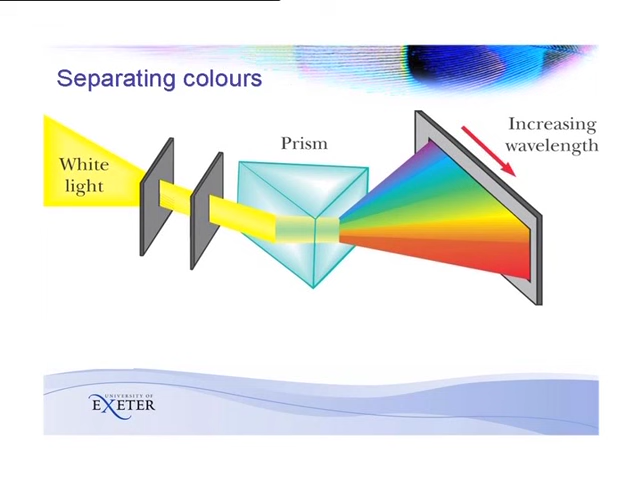 Separating colours
White
light
Prism
Increasing
wavelength
UNIVERSITY OF
EXETER